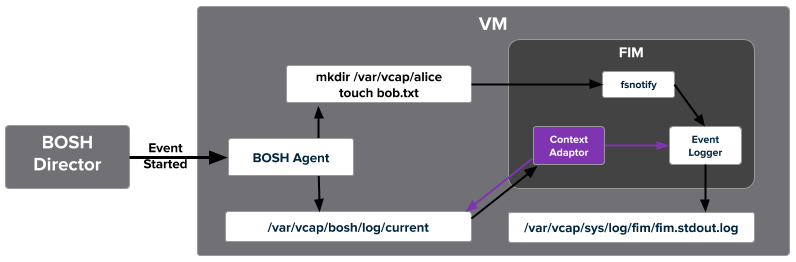 VM
FIM
mkdir /var/vcap/alice
touch bob.txt
fsnotify
BOSH
Director
Event
Started
BOSH Agent
Context
Adaptor
Event
Logger
/var/vcap/bosh/log/current
/var/vcap/sys/log/fim/fim.stdout.log